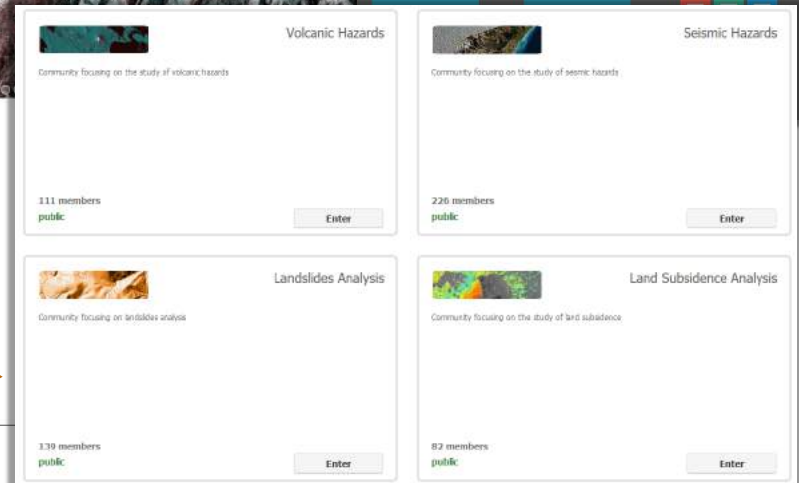 Volcanic Hazards
Community focusing on the study of volcanic hazards
111 members
public
Enter
Seismic Hazards
Community focusing on the study of seismic hazards
226 members
public
Enter
Landslides Analysis
Community focusing on landslides analysis
139 members
public
Enter
Land Subsidence Analysis
Community focusing on the study of land subsidence
82 members
public
Enter